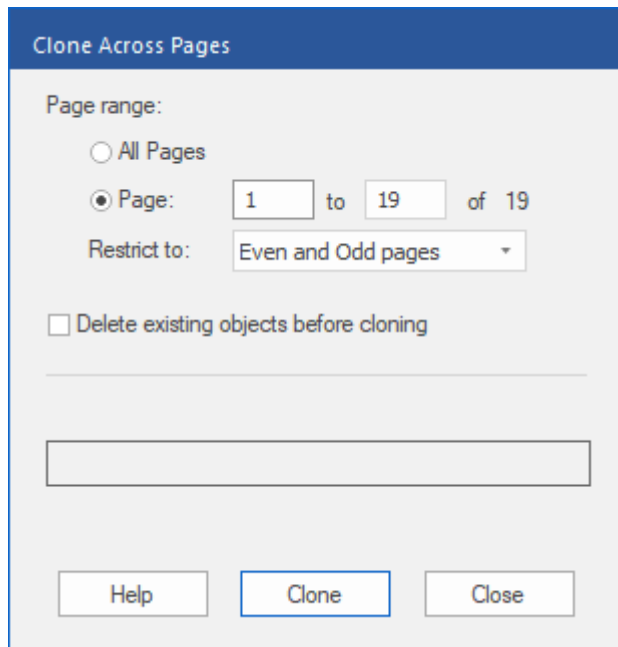 Clone Across Pages
Page range:
All Pages
Page: 1 to 19 of 19
Restrict to: Even and Odd pages
Delete existing objects before cloning
Help Clone Close